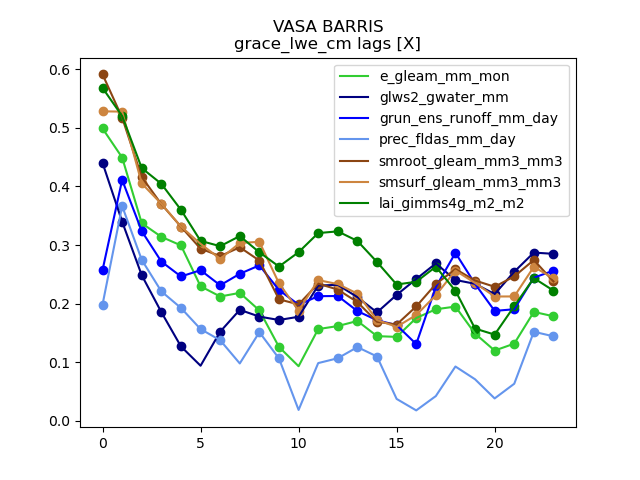 VASA BARRIS
grace_lwe_cm lags [X]
e_gleam_mm_mon
glws2_gwater_mm
grun_ens_runoff_mm_day
prec_fldas_mm_day
smroot_gleam_mm3_mm3
smsurf_gleam_mm3_mm3
lai_gimms4g_m2_m2
0.6
0.5
0.4
0.3
0.2
0.1
0.0
0 5 10 15 20